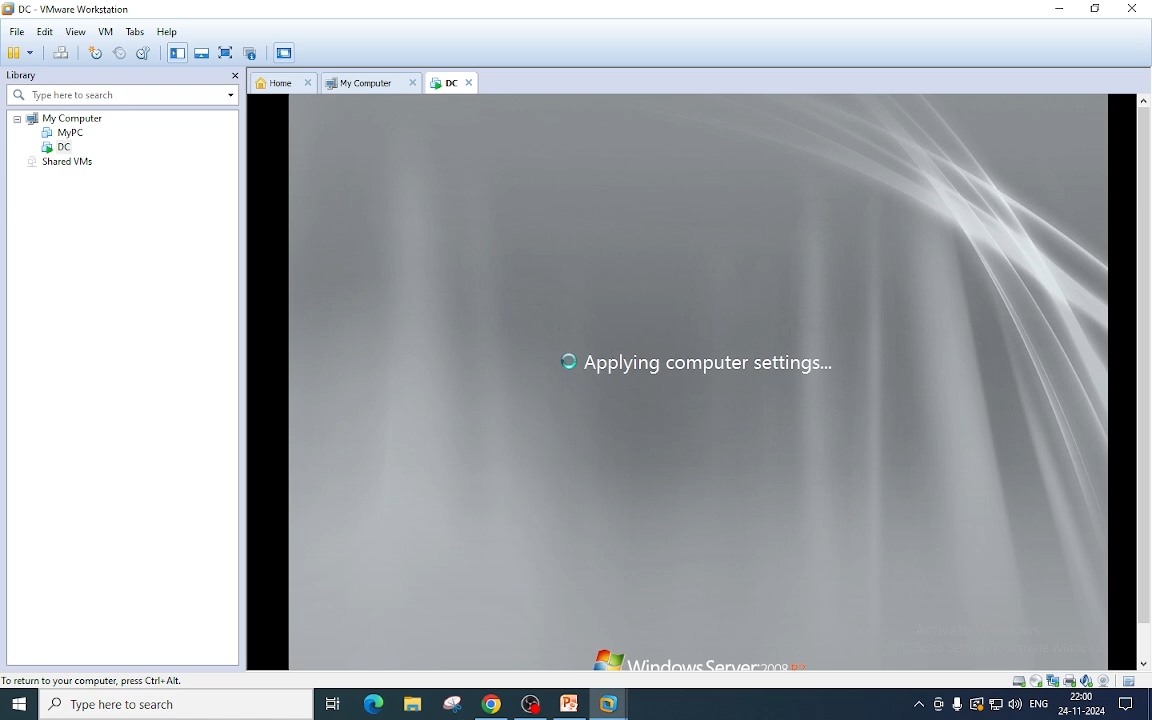 DC - VMware Workstation
File Edit View VM Tabs Help
Library
Type here to search
My Computer
MyPC
DC
Shared VMs
Home
My Computer
DC
Applying computer settings...
Windows Server 2008 R2
To return to your computer, press Ctrl+Alt.
Type here to search
ENG
22:00
24-11-2024